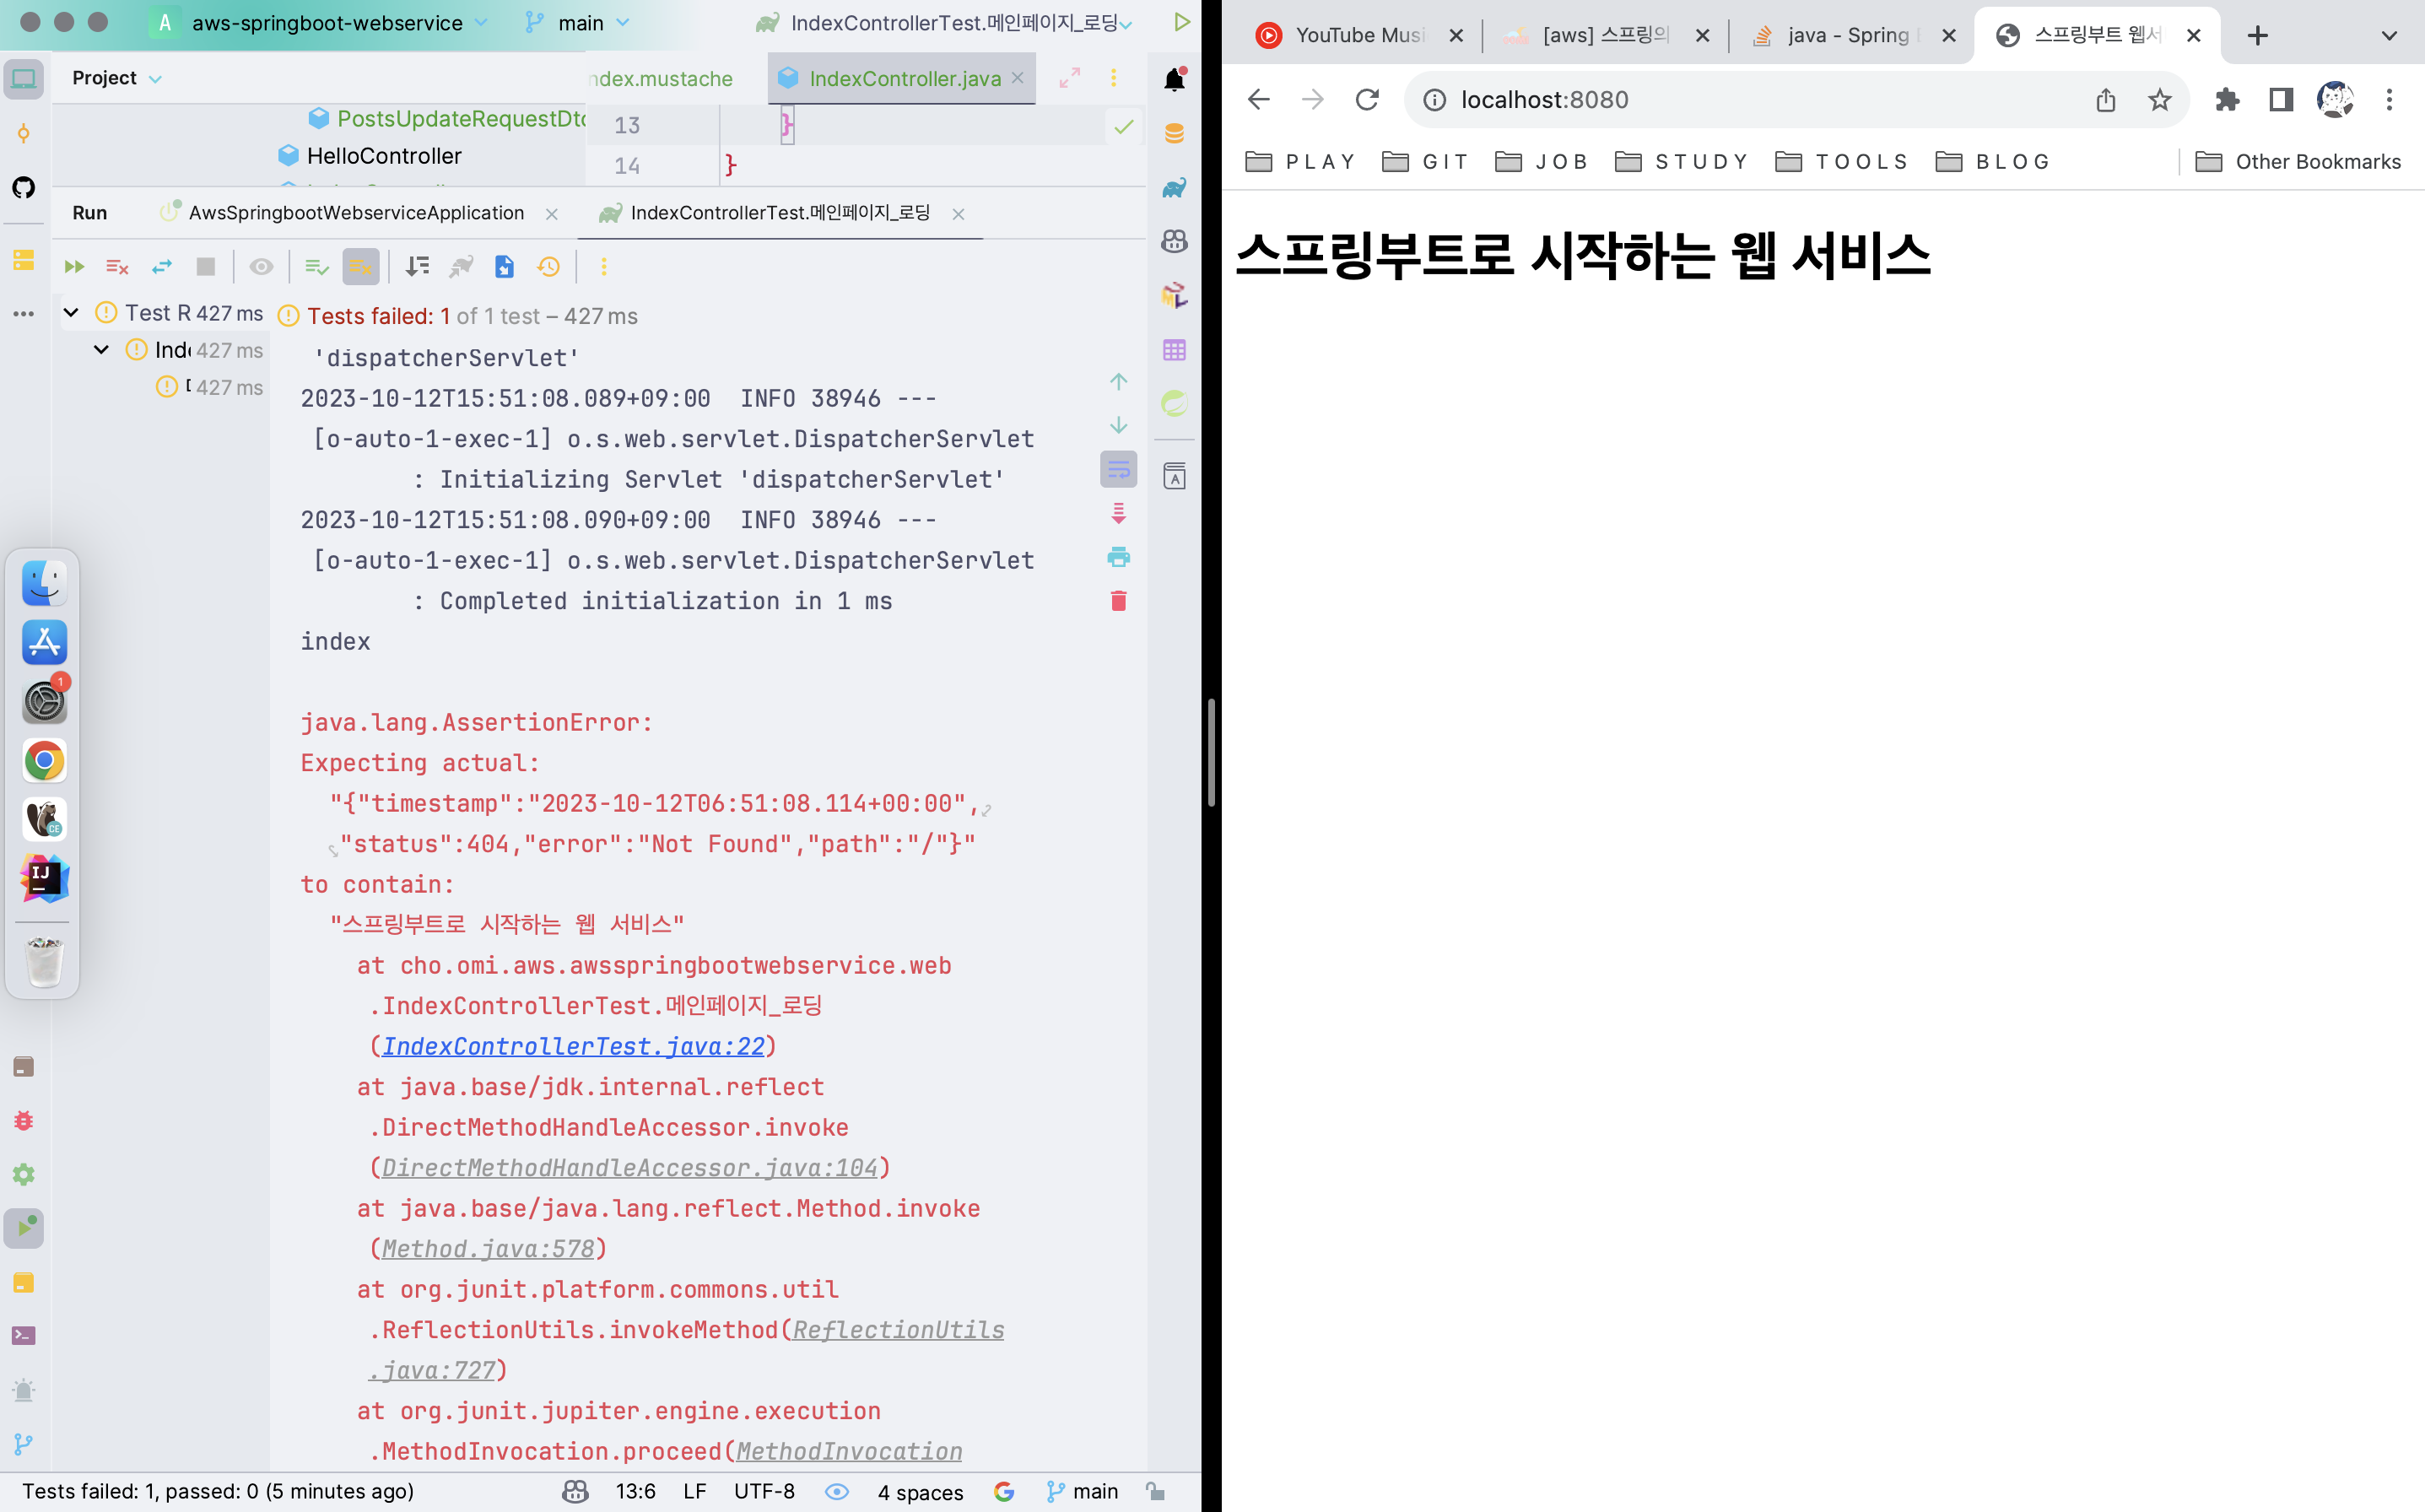 A aws-springboot-webservice main IndexControllerTest.메인페이지_로딩
Project
ndex.mustache IndexController.java
PostsUpdateRequestDto
HelloController
13 }
14 }
Run AwsSpringbootWebserviceApplication IndexControllerTest.메인페이지_로딩
Test R 427 ms
427 ms
427 ms
Tests failed: 1 of 1 test – 427 ms
'dispatcherServlet'
2023-10-12T15:51:08.089+09:00  INFO 38946 ---
[o-auto-1-exec-1] o.s.web.servlet.DispatcherServlet
: Initializing Servlet 'dispatcherServlet'
2023-10-12T15:51:08.090+09:00  INFO 38946 ---
[o-auto-1-exec-1] o.s.web.servlet.DispatcherServlet
: Completed initialization in 1 ms
index
java.lang.AssertionError:
Expecting actual:
"{"timestamp":"2023-10-12T06:51:08.114+00:00",
"status":404,"error":"Not Found","path":"/"}"
to contain:
"스프링부트로 시작하는 웹 서비스"
at cho.omi.aws.awsspringbootwebservice.web
.IndexControllerTest.메인페이지_로딩
(IndexControllerTest.java:22)
at java.base/jdk.internal.reflect
.DirectMethodHandleAccessor.invoke
(DirectMethodHandleAccessor.java:104)
at java.base/java.lang.reflect.Method.invoke
(Method.java:578)
at org.junit.platform.commons.util
.ReflectionUtils.invokeMethod(ReflectionUtils
.java:727)
at org.junit.jupiter.engine.execution
.MethodInvocation.proceed(MethodInvocation
1
CE
IJ
Tests failed: 1, passed: 0 (5 minutes ago) 13:6 LF UTF-8 4 spaces main
YouTube Musi [aws] 스프링의 java - Spring 스프링부트 웹서
localhost:8080
PLAY GIT JOB STUDY TOOLS BLOG Other Bookmarks
스프링부트로 시작하는 웹 서비스